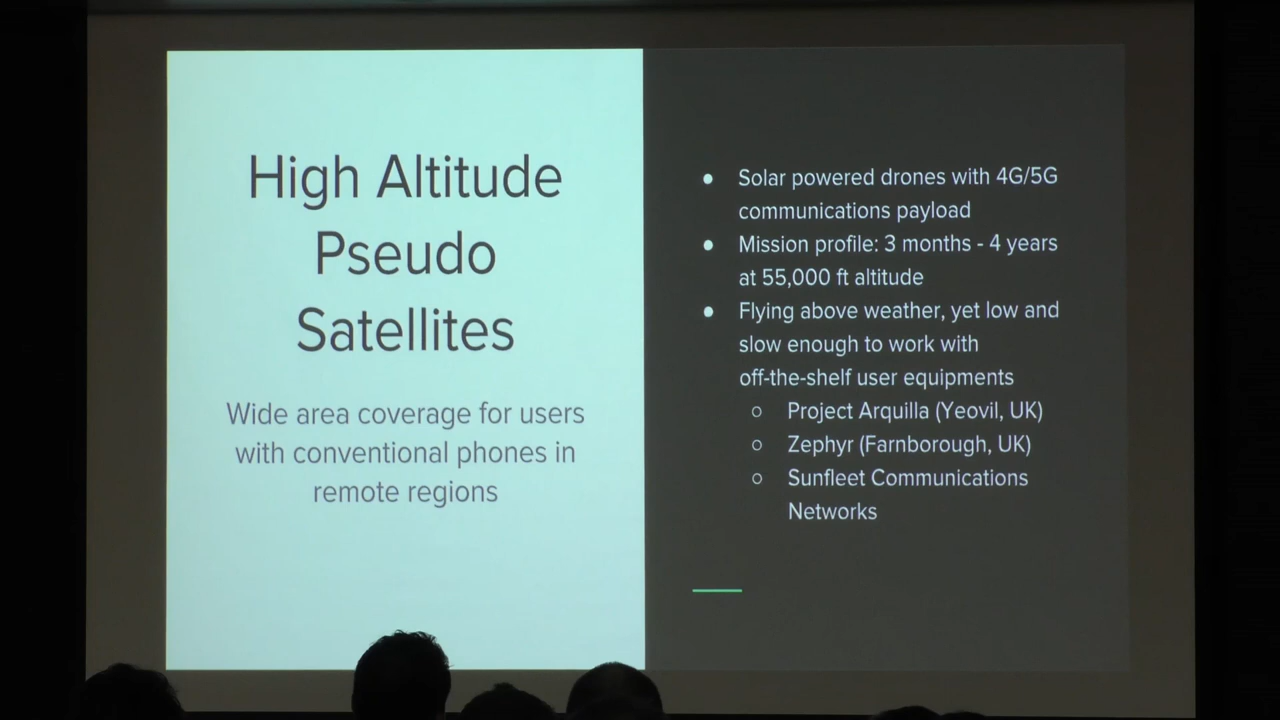 High Altitude
Pseudo
Satellites
Wide area coverage for users
with conventional phones in
remote regions
● Solar powered drones with 4G/5G
communications payload
● Mission profile: 3 months - 4 years
at 55,000 ft altitude
● Flying above weather, yet low and
slow enough to work with
off-the-shelf user equipments
○ Project Arquilla (Yeovil, UK)
○ Zephyr (Farnborough, UK)
○ Sunfleet Communications
Networks